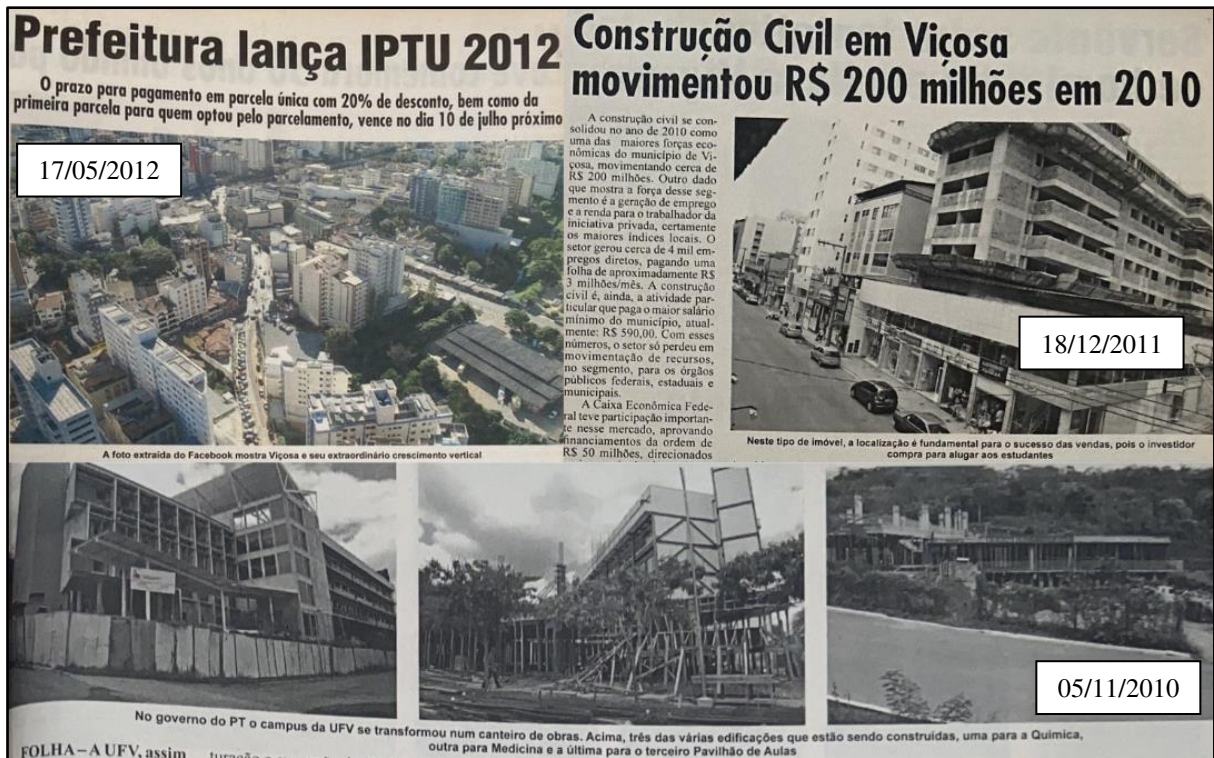 Prefeitura lança IPTU 2012
O prazo para pagamento em parcela única com 20% de desconto, bem como da
primeira parcela para quem optou pelo parcelamento, vence no dia 10 de julho próximo
17/05/2012
A foto extraída do Facebook mostra Viçosa e seu extraordinário crescimento vertical
Construção Civil em Viçosa
movimentou R$ 200 milhões em 2010
A construção civil se con-
solidou no ano de 2010 como
uma das maiores forças eco-
nômicas do município de Vi-
çosa, movimentando cerca de
R$ 200 milhões. Outro dado
que mostra a força desse seg-
mento é a geração de emprego
e a renda para o trabalhador da
iniciativa privada, certamente
os maiores índices locais. O
setor gerou cerca de 4 mil em-
pregos diretos, pagando uma
folha de aproximadamente R$
3 milhões/mês. A construção
civil é, ainda, a atividade par-
ticular que paga o maior salário
mínimo do município, atual-
mente: R$ 590,00. Com esses
números, o setor só perdeu em
movimentação de recursos,
no segmento, para os órgãos
públicos federais, estaduais e
municipais.
A Caixa Econômica Fede-
ral teve participação importan-
te nesse mercado, aprovando
financiamentos da ordem de
R$ 50 milhões, direcionados
18/12/2011
Neste tipo de imóvel, a localização é fundamental para o sucesso das vendas, pois o investidor
compra para alugar aos estudantes
05/11/2010
No governo do PT o campus da UFV se transformou num canteiro de obras. Acima, três das várias edificações que estão sendo construídas, uma para a Química,
outra para Medicina e a última para o terceiro Pavilhão de Aulas
FOLHA – A UFV, assim